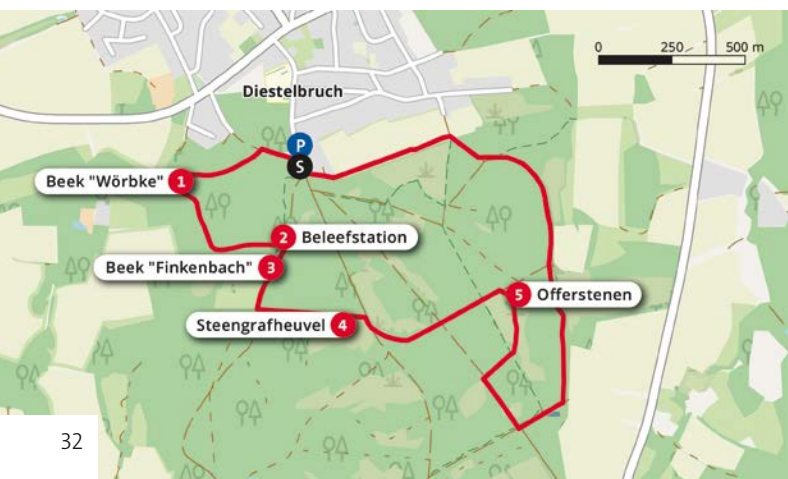 0 250 500 m
Diestelbruch
P
S
Beek "Wörbke" 1
2 Beleefstation
Beek "Finkenbach" 3
5 Offerstenen
Steengrafheuvel 4
32